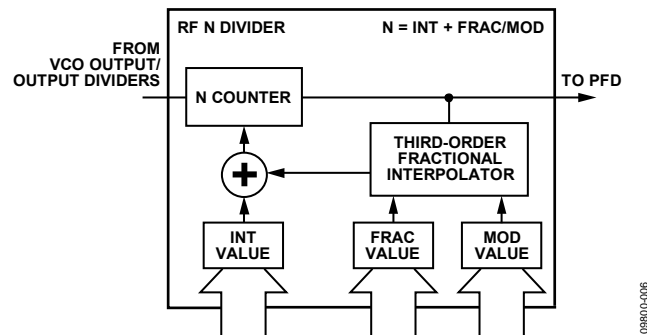 RF N DIVIDER
N = INT + FRAC/MOD
FROM
VCO OUTPUT/
OUTPUT DIVIDERS
N COUNTER
TO PFD
THIRD-ORDER
FRACTIONAL
INTERPOLATOR
+
INT
VALUE
FRAC
VALUE
MOD
VALUE
09800-006